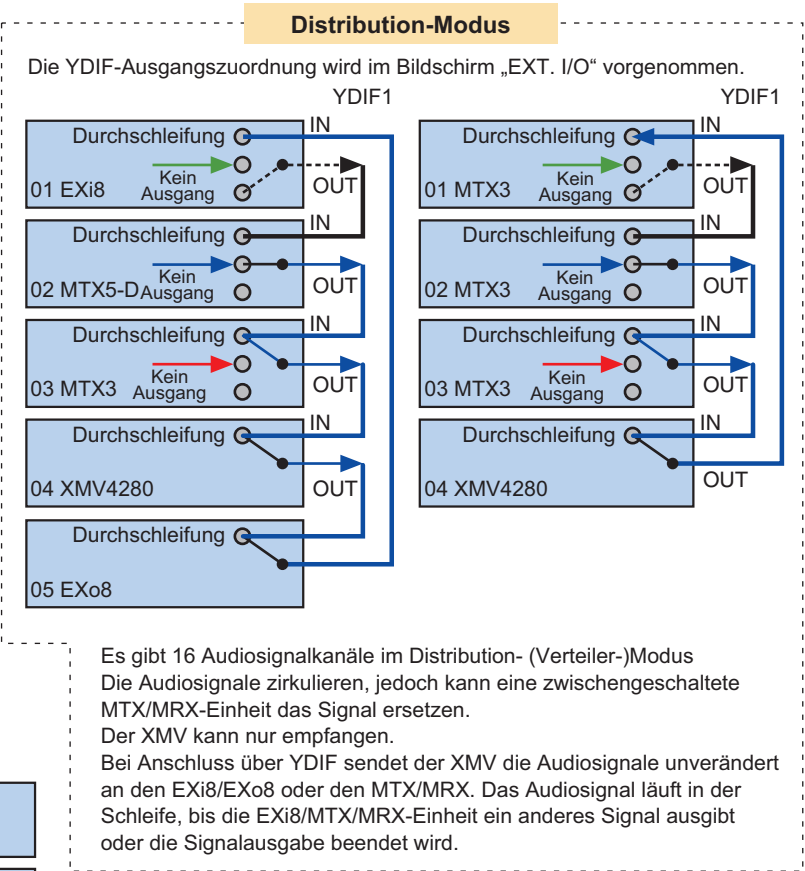 Distribution-Modus
Die YDIF-Ausgangszuordnung wird im Bildschirm „EXT. I/O“ vorgenommen.
YDIF1
Durchschleifung
IN
Kein
Ausgang
01 EXi8
OUT
Durchschleifung
IN
Kein
Ausgang
02 MTX5-D
OUT
Durchschleifung
IN
Kein
Ausgang
03 MTX3
OUT
Durchschleifung
IN
04 XMV4280
OUT
Durchschleifung
05 EXo8
YDIF1
Durchschleifung
IN
Kein
Ausgang
01 MTX3
OUT
Durchschleifung
IN
Kein
Ausgang
02 MTX3
OUT
Durchschleifung
IN
Kein
Ausgang
03 MTX3
OUT
Durchschleifung
IN
04 XMV4280
OUT
Es gibt 16 Audiosignalkanäle im Distribution- (Verteiler-)Modus
Die Audiosignale zirkulieren, jedoch kann eine zwischengeschaltete
MTX/MRX-Einheit das Signal ersetzen.
Der XMV kann nur empfangen.
Bei Anschluss über YDIF sendet der XMV die Audiosignale unverändert
an den EXi8/EXo8 oder den MTX/MRX. Das Audiosignal läuft in der
Schleife, bis die EXi8/MTX/MRX-Einheit ein anderes Signal ausgibt
oder die Signalausgabe beendet wird.